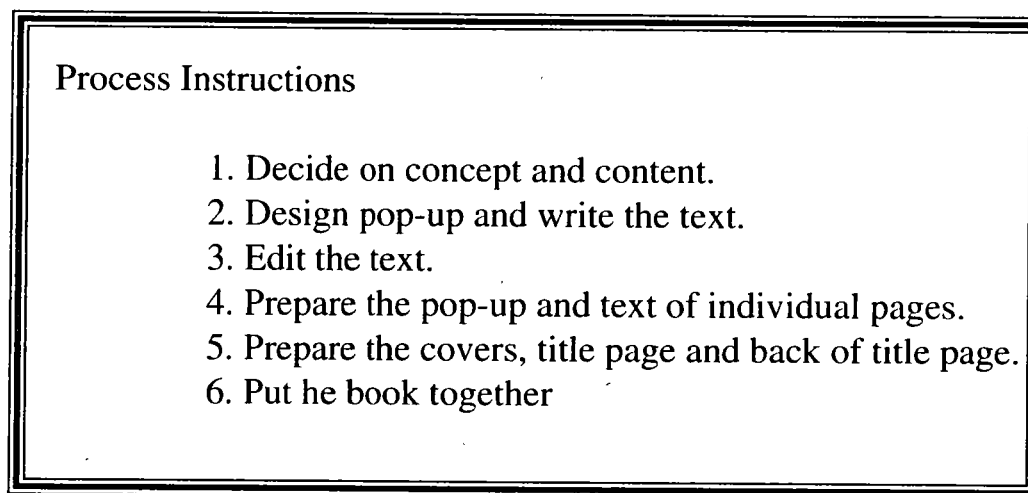 Process Instructions
1. Decide on concept and content.
2. Design pop-up and write the text.
3. Edit the text.
4. Prepare the pop-up and text of individual pages.
5. Prepare the covers, title page and back of title page.
6. Put he book together